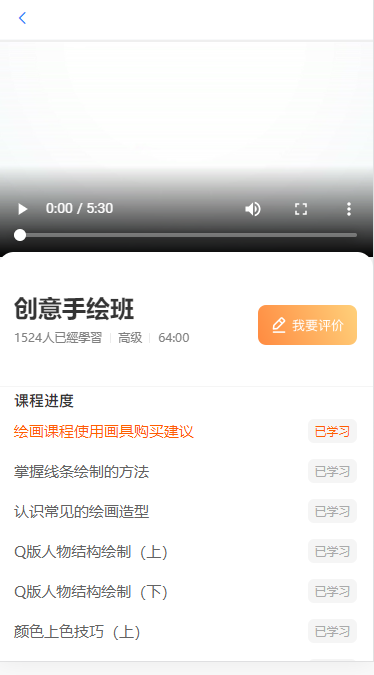 0:00 / 5:30
创意手绘班
1524人已經學習 高级 64:00
我要评价
课程进度
绘画课程使用画具购买建议 已学习
掌握线条绘制的方法 已学习
认识常见的绘画造型 已学习
Q版人物结构绘制（上） 已学习
Q版人物结构绘制（下） 已学习
颜色上色技巧（上） 已学习